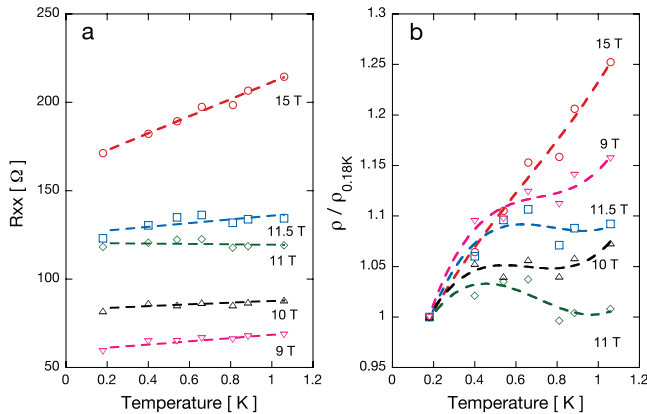 a
b
250
200
150
100
50
0
0.2
0.4
0.6
0.8
1
1.2
Rxx [ Ω ]
Temperature [ K ]
15 T
11.5 T
11 T
10 T
9 T
1.3
1.25
1.2
1.15
1.1
1.05
1
0.95
0
0.2
0.4
0.6
0.8
1
1.2
ρ / ρ0.18K
Temperature [ K ]
15 T
9 T
11.5 T
10 T
11 T